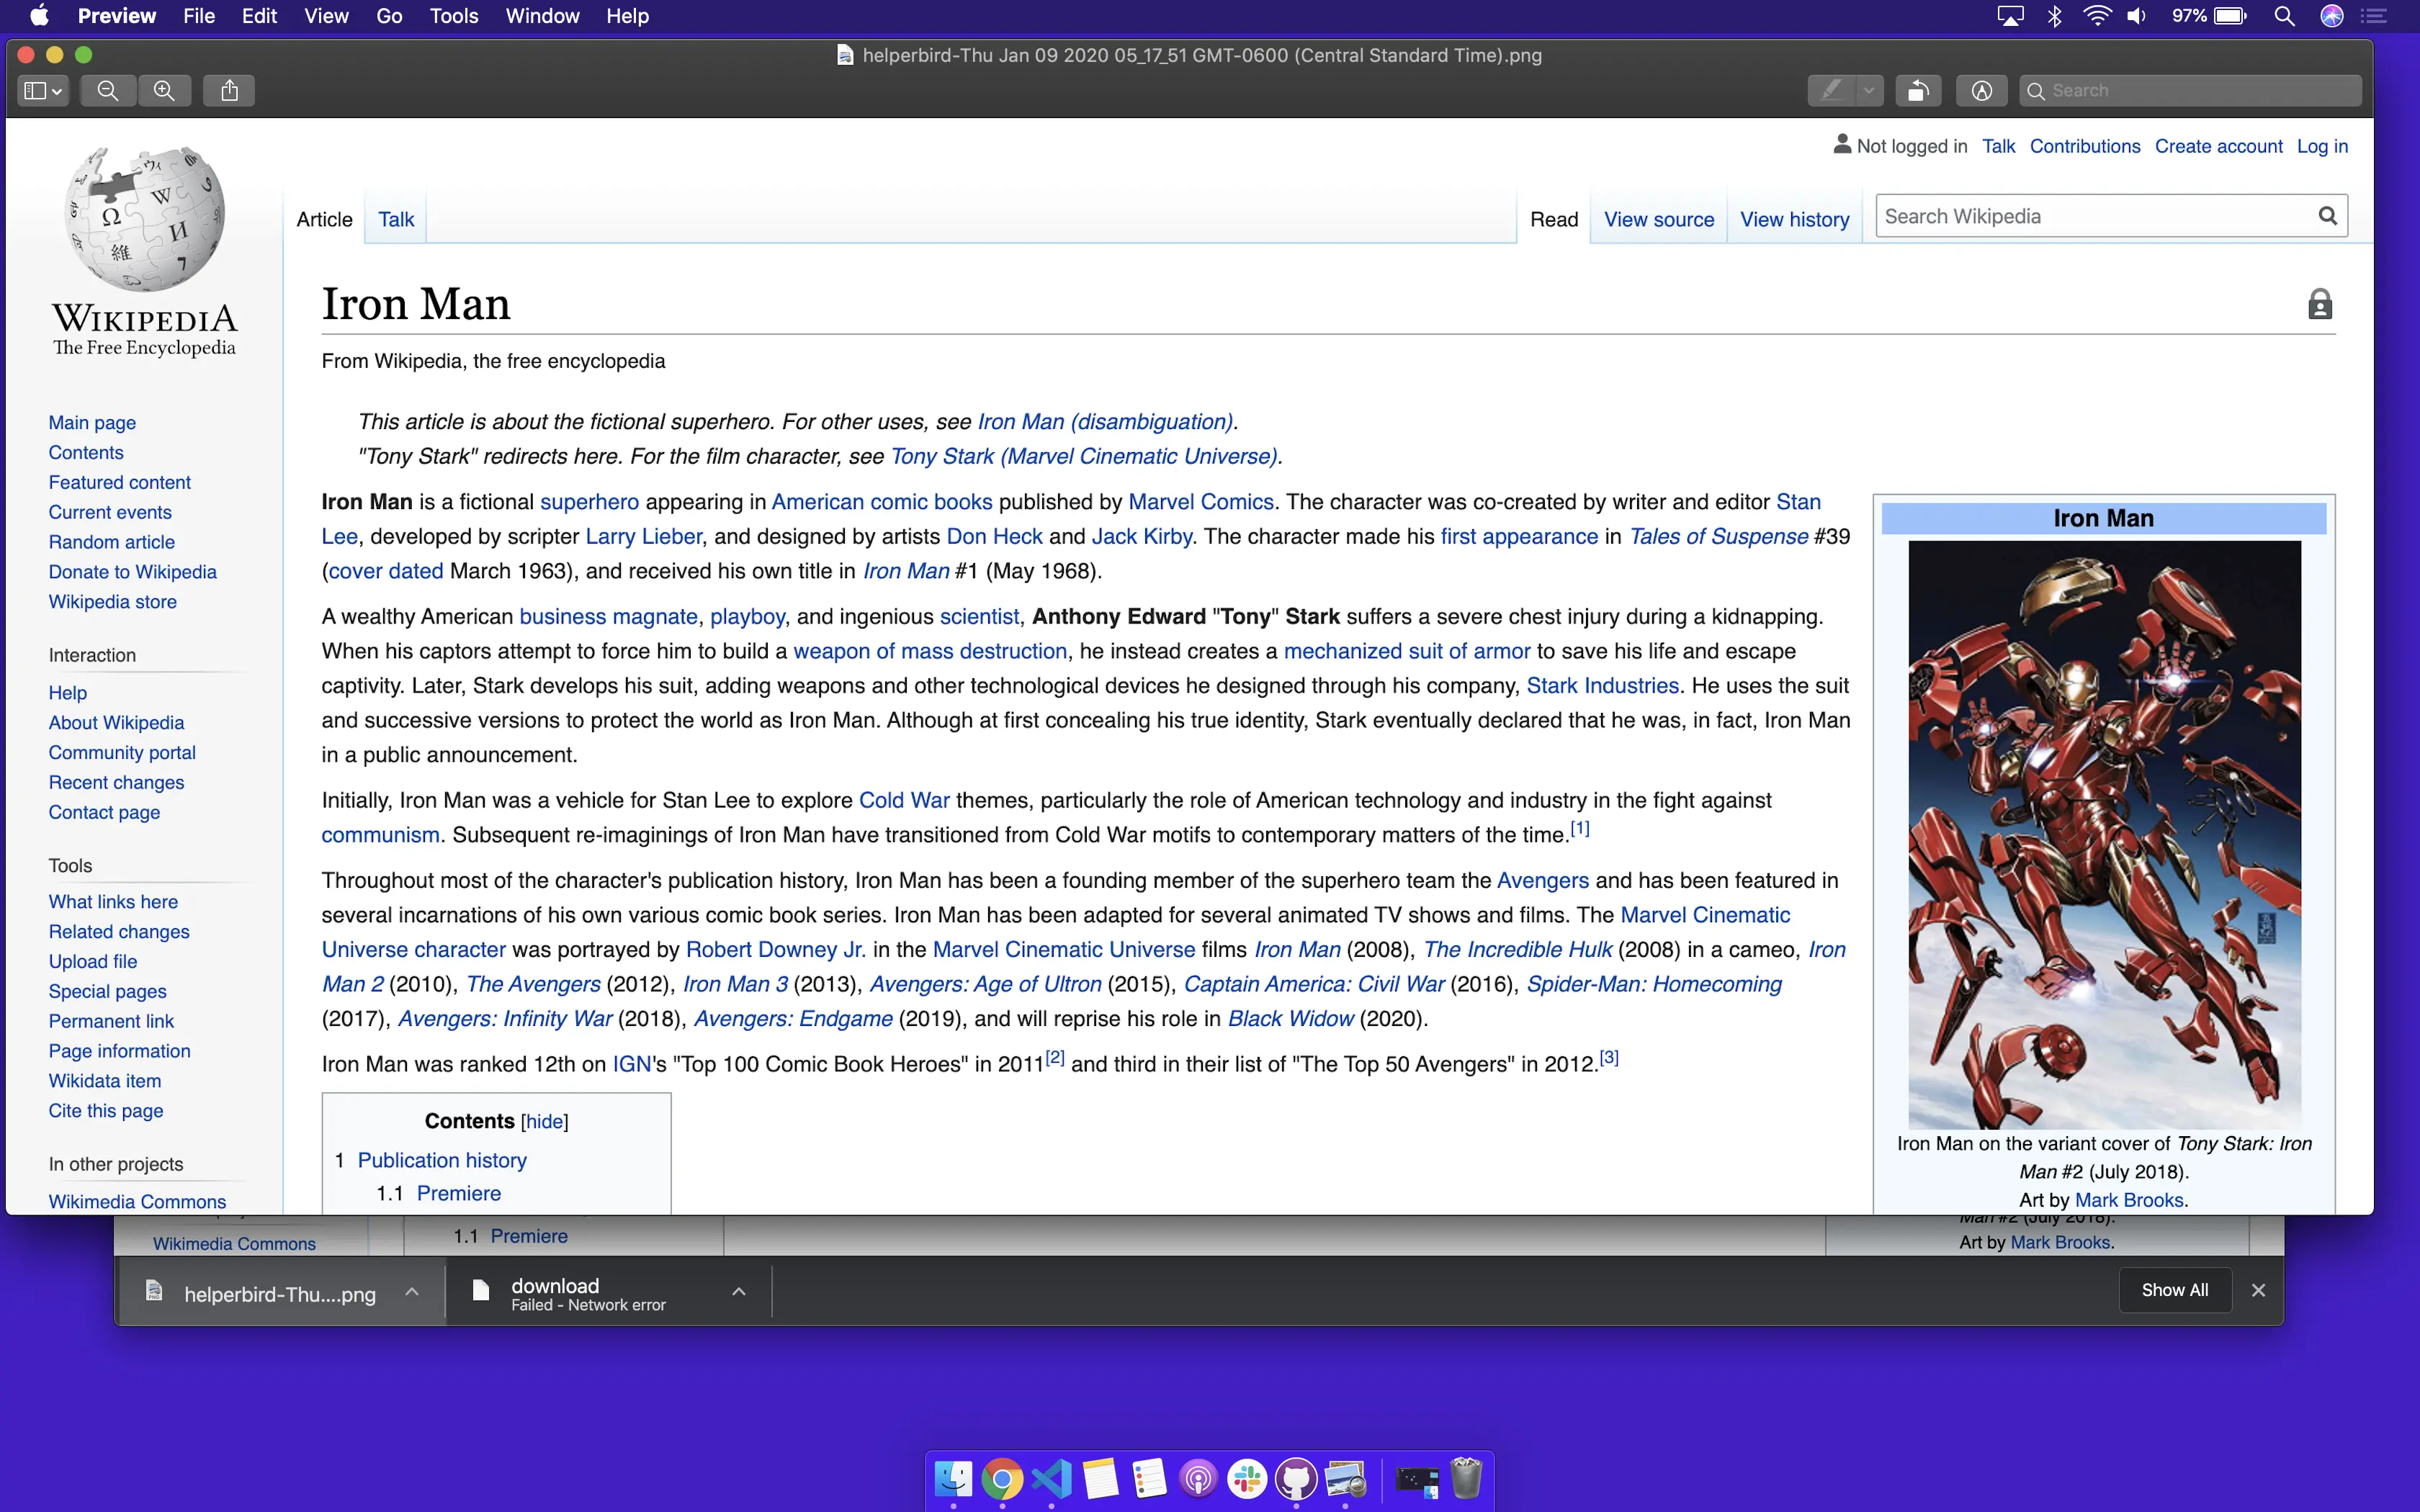 Preview File Edit View Go Tools Window Help
97%
helperbird-Thu Jan 09 2020 05_17_51 GMT-0600 (Central Standard Time).png
Search
Not logged in Talk Contributions Create account Log in
Article Talk
Read View source View history
Search Wikipedia
WIKIPEDIA
The Free Encyclopedia
Main page
Contents
Featured content
Current events
Random article
Donate to Wikipedia
Wikipedia store
Interaction
Help
About Wikipedia
Community portal
Recent changes
Contact page
Tools
What links here
Related changes
Upload file
Special pages
Permanent link
Page information
Wikidata item
Cite this page
In other projects
Wikimedia Commons
Iron Man
From Wikipedia, the free encyclopedia
This article is about the fictional superhero. For other uses, see Iron Man (disambiguation).
"Tony Stark" redirects here. For the film character, see Tony Stark (Marvel Cinematic Universe).
Iron Man is a fictional superhero appearing in American comic books published by Marvel Comics. The character was co-created by writer and editor Stan
Lee, developed by scripter Larry Lieber, and designed by artists Don Heck and Jack Kirby. The character made his first appearance in Tales of Suspense #39
(cover dated March 1963), and received his own title in Iron Man #1 (May 1968).
A wealthy American business magnate, playboy, and ingenious scientist, Anthony Edward "Tony" Stark suffers a severe chest injury during a kidnapping.
When his captors attempt to force him to build a weapon of mass destruction, he instead creates a mechanized suit of armor to save his life and escape
captivity. Later, Stark develops his suit, adding weapons and other technological devices he designed through his company, Stark Industries. He uses the suit
and successive versions to protect the world as Iron Man. Although at first concealing his true identity, Stark eventually declared that he was, in fact, Iron Man
in a public announcement.
Initially, Iron Man was a vehicle for Stan Lee to explore Cold War themes, particularly the role of American technology and industry in the fight against
communism. Subsequent re-imaginings of Iron Man have transitioned from Cold War motifs to contemporary matters of the time.[1]
Throughout most of the character's publication history, Iron Man has been a founding member of the superhero team the Avengers and has been featured in
several incarnations of his own various comic book series. Iron Man has been adapted for several animated TV shows and films. The Marvel Cinematic
Universe character was portrayed by Robert Downey Jr. in the Marvel Cinematic Universe films Iron Man (2008), The Incredible Hulk (2008) in a cameo, Iron
Man 2 (2010), The Avengers (2012), Iron Man 3 (2013), Avengers: Age of Ultron (2015), Captain America: Civil War (2016), Spider-Man: Homecoming
(2017), Avengers: Infinity War (2018), Avengers: Endgame (2019), and will reprise his role in Black Widow (2020).
Iron Man was ranked 12th on IGN's "Top 100 Comic Book Heroes" in 2011[2] and third in their list of "The Top 50 Avengers" in 2012.[3]
Contents [hide]
1 Publication history
1.1 Premiere
Iron Man
Iron Man on the variant cover of Tony Stark: Iron
Man #2 (July 2018).
Art by Mark Brooks.
Man #2 (July 2018).
Wikimedia Commons
1.1 Premiere
Art by Mark Brooks.
helperbird-Thu....png
download
Failed - Network error
Show All